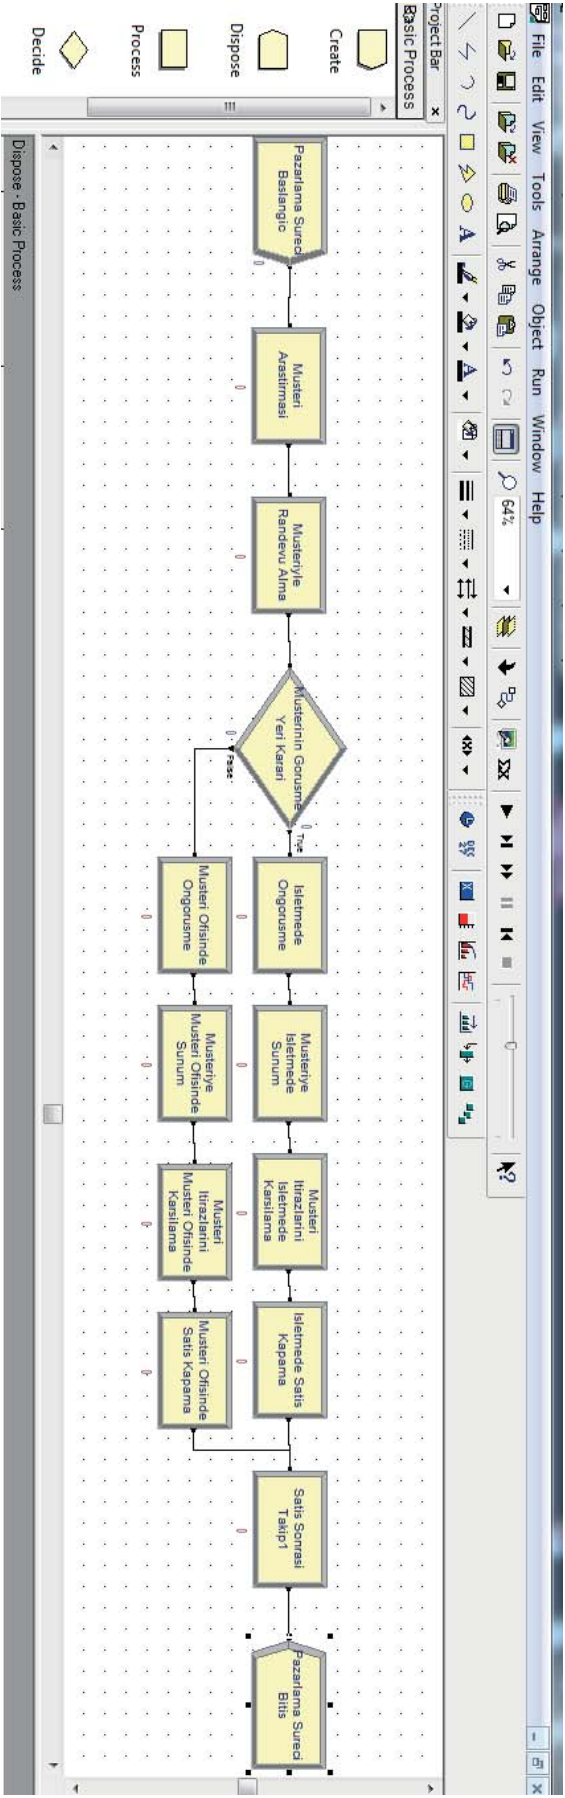 File Edit View Tools Arrange Object Run Window Help
64%
Project Bar
Basic Process
Create
Dispose
Process
Decide
Pazarlama Sureci
Baslangic
Musteri
Arastirmasi
Musteriyle
Randevu Alma
Musterinin Gorusme
Yeri Karari
True
False
Isletmede
Ongorusme
Musteriye
Isletmede
Sunum
Musteri
Itirazlarini
Isletmede
Karsilama
Isletmede Satis
Kapama
Musteri Ofisinde
Ongorusme
Musteriye
Musteri Ofisinde
Sunum
Musteri
Itirazlarini
Musteri Ofisinde
Karsilama
Musteri Ofisinde
Satis Kapama
Satis Sonrasi
Takip1
Pazarlama Sureci
Bitis
Dispose - Basic Process